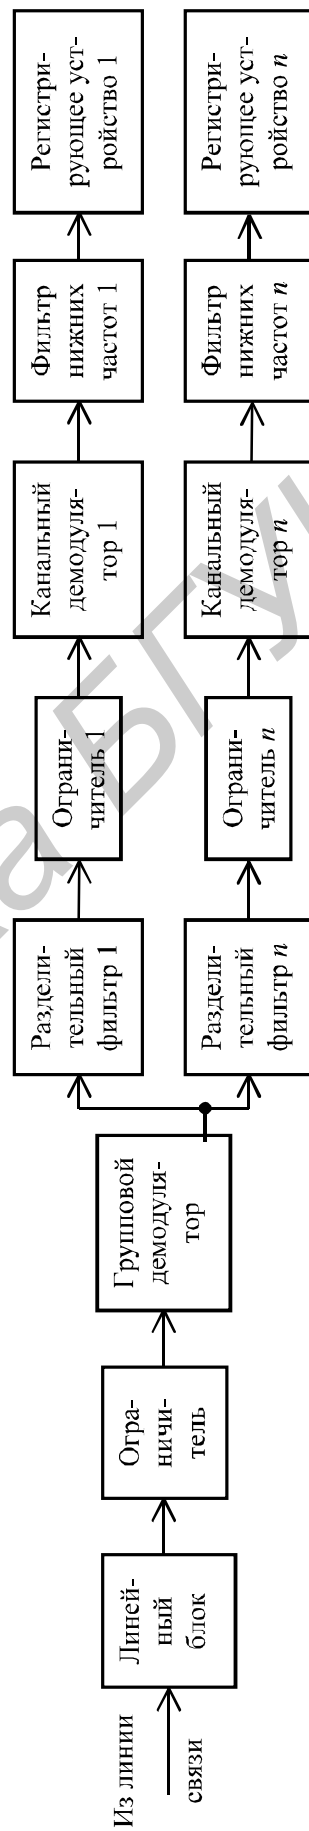 Из линии
связи
Линей-
ный
блок
Огра-
ничи-
тель
Групповой
демодуля-
тор
Раздели-
тельный
фильтр 1
Ограни-
читель 1
Канальный
демодуля-
тор 1
Фильтр
нижних
частот 1
Регистри-
рующее уст-
ройство 1
Раздели-
тельный
фильтр n
Ограни-
читель n
Канальный
демодуля-
тор n
Фильтр
нижних
частот n
Регистри-
рующее уст-
ройство n